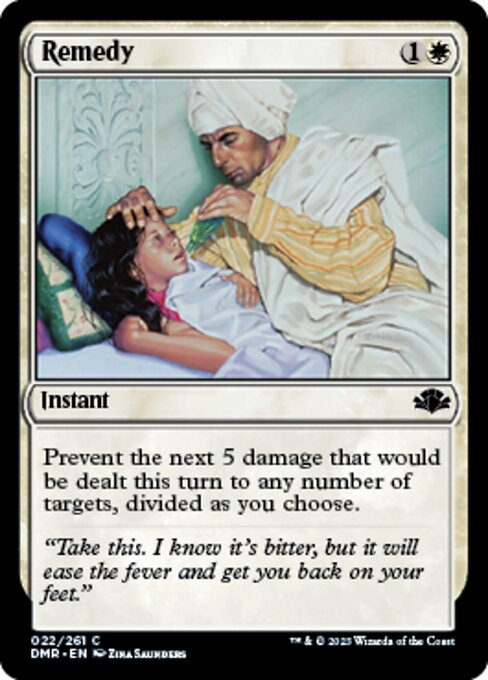 Remedy 1
Instant
Prevent the next 5 damage that would
be dealt this turn to any number of
targets, divided as you choose.
“Take this. I know it’s bitter, but it will
ease the fever and get you back on your
feet.”
022/261 C ™ & © 2023 Wizards of the Coast
DMR • EN Zina Saunders